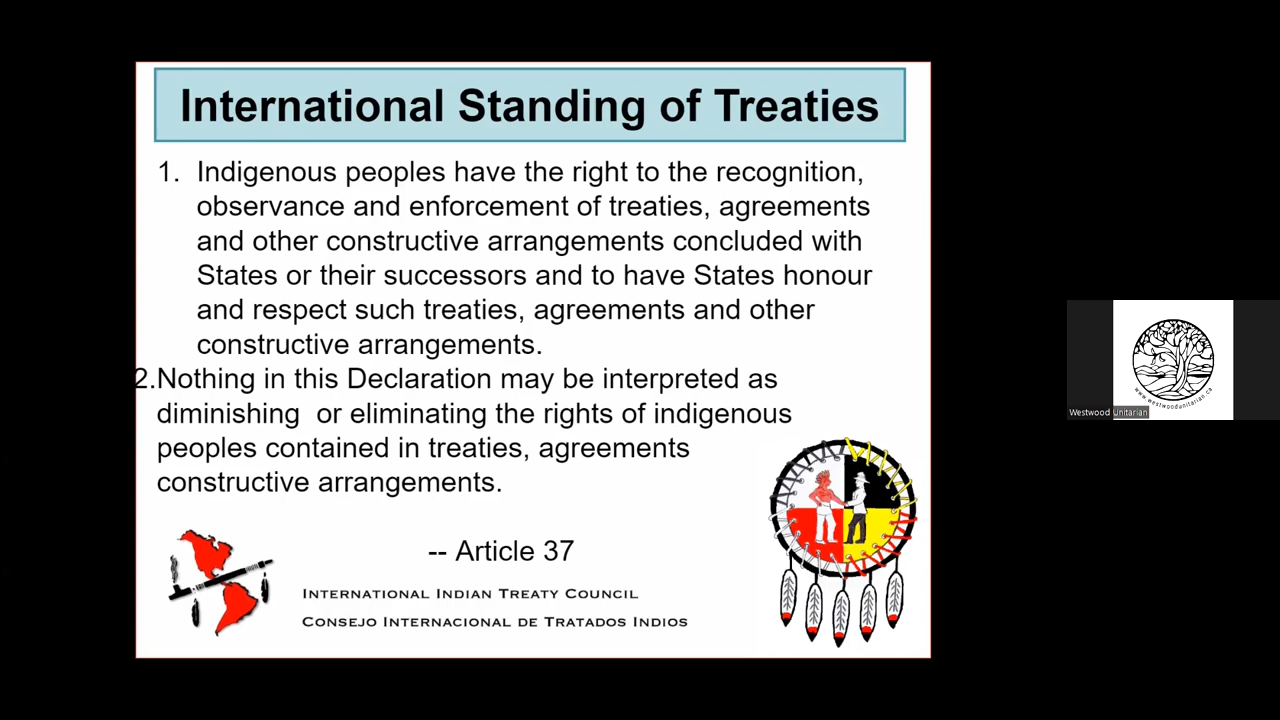 International Standing of Treaties
1. Indigenous peoples have the right to the recognition,
observance and enforcement of treaties, agreements
and other constructive arrangements concluded with
States or their successors and to have States honour
and respect such treaties, agreements and other
constructive arrangements.
2.Nothing in this Declaration may be interpreted as
diminishing  or eliminating the rights of indigenous
peoples contained in treaties, agreements
constructive arrangements.
-- Article 37
INTERNATIONAL INDIAN TREATY COUNCIL
CONSEJO INTERNACIONAL DE TRATADOS INDIOS
www.westwoodunitarian.ca
Westwood Unitarian